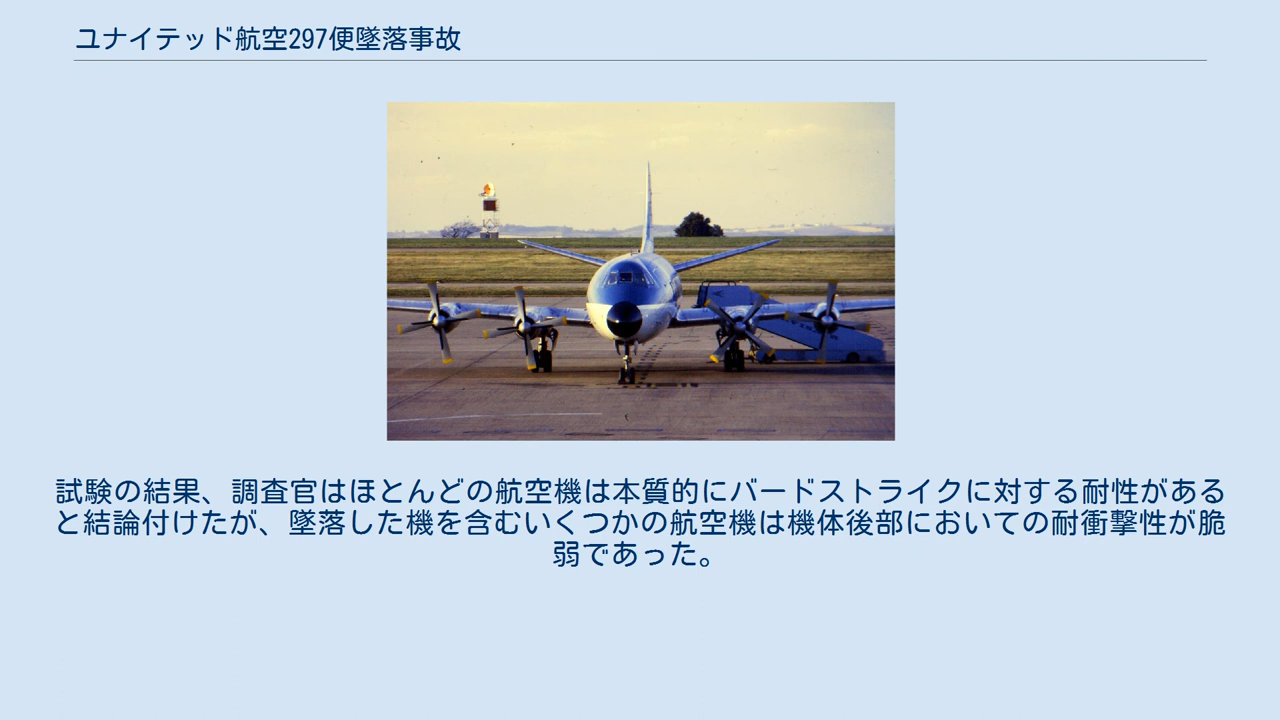 ユナイテッド航空297便墜落事故
試験の結果、調査官はほとんどの航空機は本質的にバードストライクに対する耐性がある
と結論付けたが、墜落した機を含むいくつかの航空機は機体後部においての耐衝撃性が脆
弱であった。